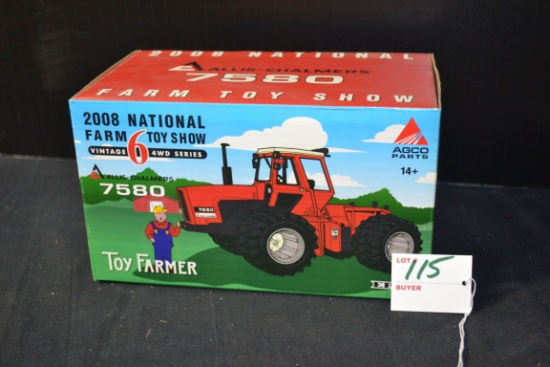 2008 NATIONAL
ALLIS-CHALMERS
7580
FARM TOY SHOW
2008 NATIONAL
FARM 6 TOY SHOW
VINTAGE 4WD SERIES
ALLIS-CHALMERS
7580
AGCO
PARTS
14+
7580
TOY FARMER
LOT 115
BUYER